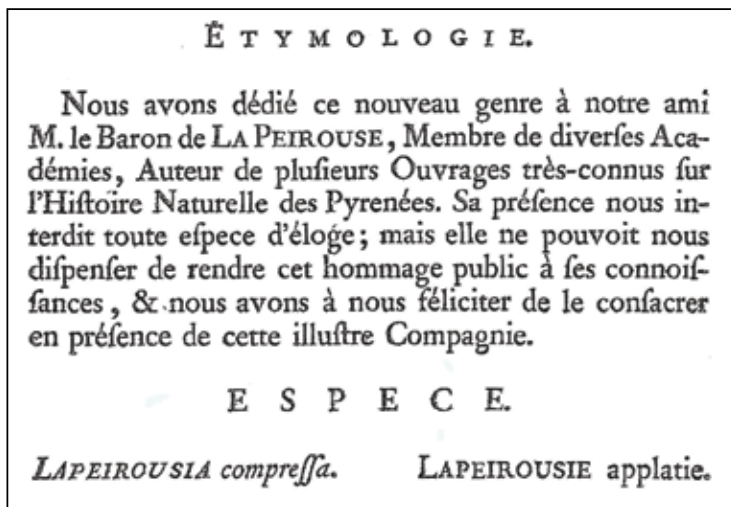 ÉTYMOLOGIE.
Nous avons dédié ce nouveau genre à notre ami
M. le Baron de LA PEIROUSE, Membre de diverſes Aca-
démies, Auteur de pluſieurs Ouvrages très-connus ſur
l'Hiſtoire Naturelle des Pyrenées. Sa préſence nous in-
terdit toute eſpece d'éloge; mais elle ne pouvoit nous
diſpenſer de rendre cet hommage public à ſes connoiſ-
ſances, & nous avons à nous féliciter de le conſacrer
en préſence de cette illuſtre Compagnie.
ESPECE.
LAPEIROUSIA compreſſa. LAPEIROUSIE applatie.